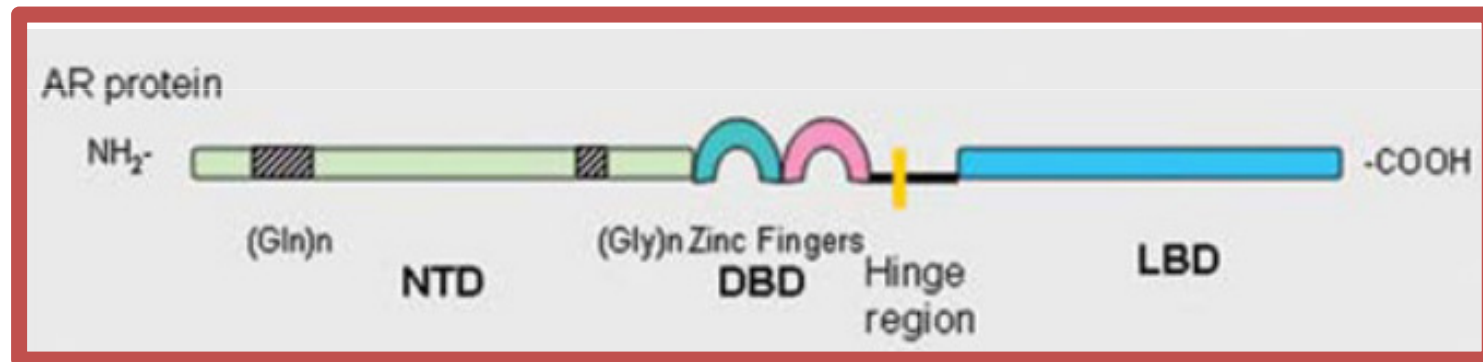 AR protein
NH₂-
-COOH
(Gln)n
(Gly)n Zinc Fingers
NTD
DBD
Hinge
region
LBD